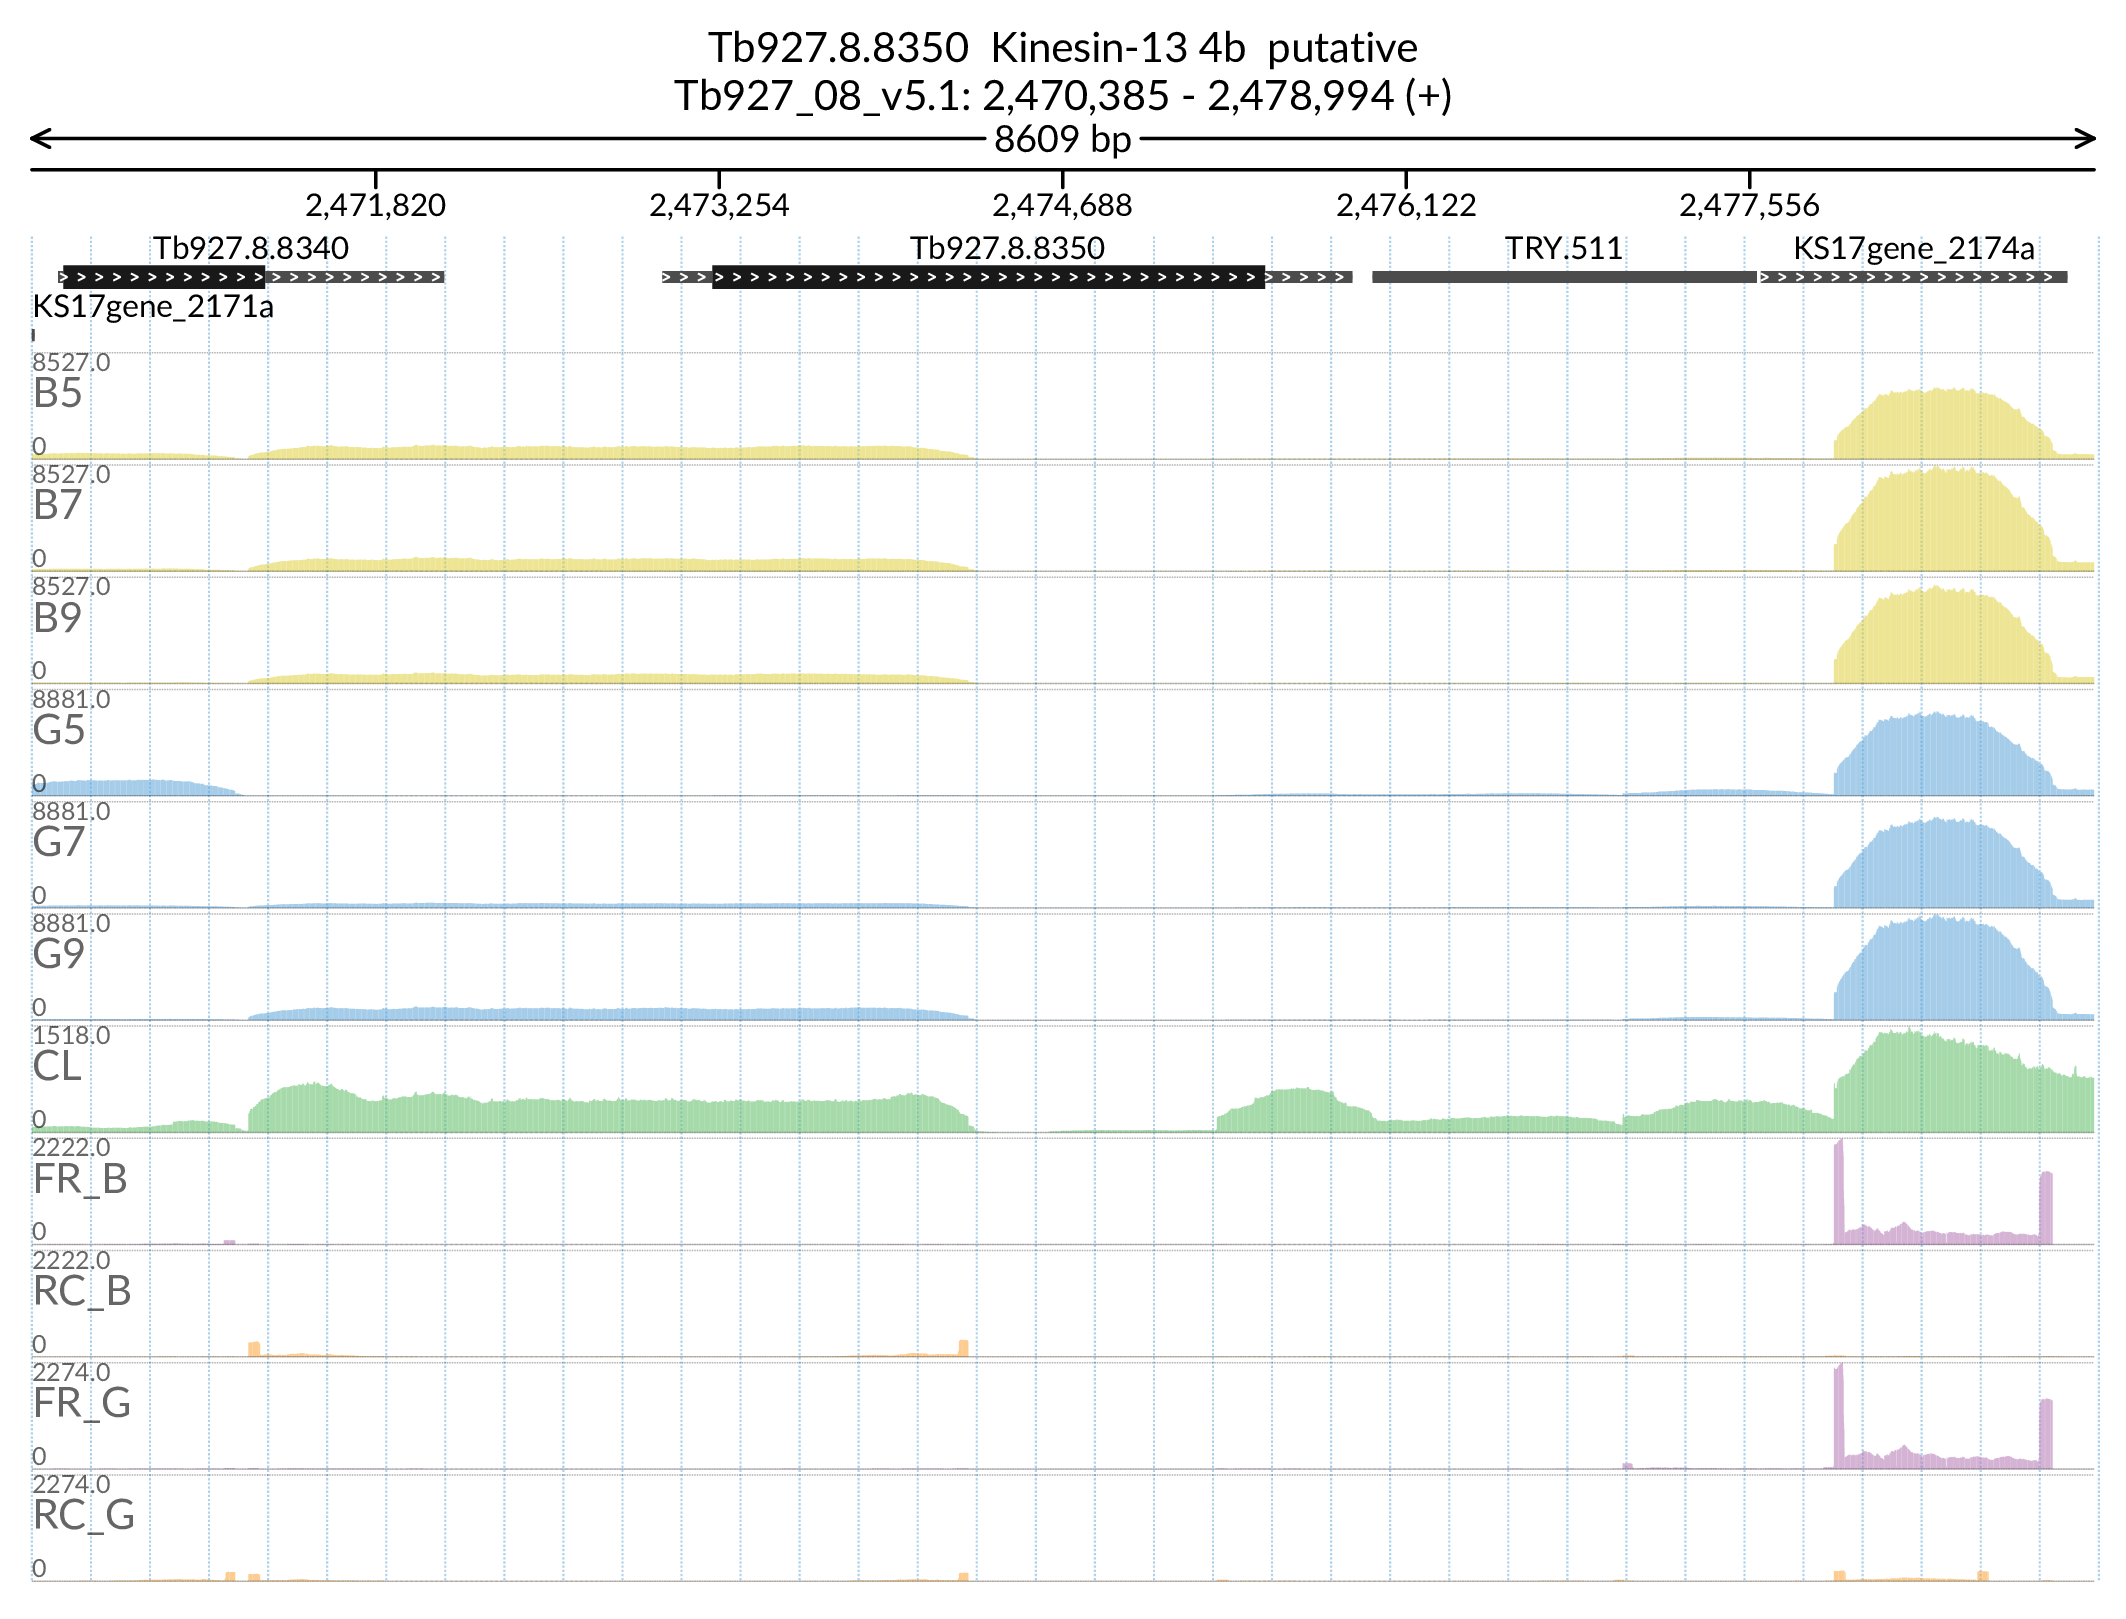 Tb927.8.8350  Kinesin-13 4b  putative
Tb927_08_v5.1: 2,470,385 - 2,478,994 (+)
8609 bp
2,471,820 2,473,254 2,474,688 2,476,122 2,477,556
Tb927.8.8340 Tb927.8.8350 TRY.511 KS17gene_2174a
KS17gene_2171a
8527.0
B5
0
8527.0
B7
0
8527.0
B9
0
8881.0
G5
0
8881.0
G7
0
8881.0
G9
0
1518.0
CL
0
2222.0
FR_B
0
2222.0
RC_B
0
2274.0
FR_G
0
2274.0
RC_G
0